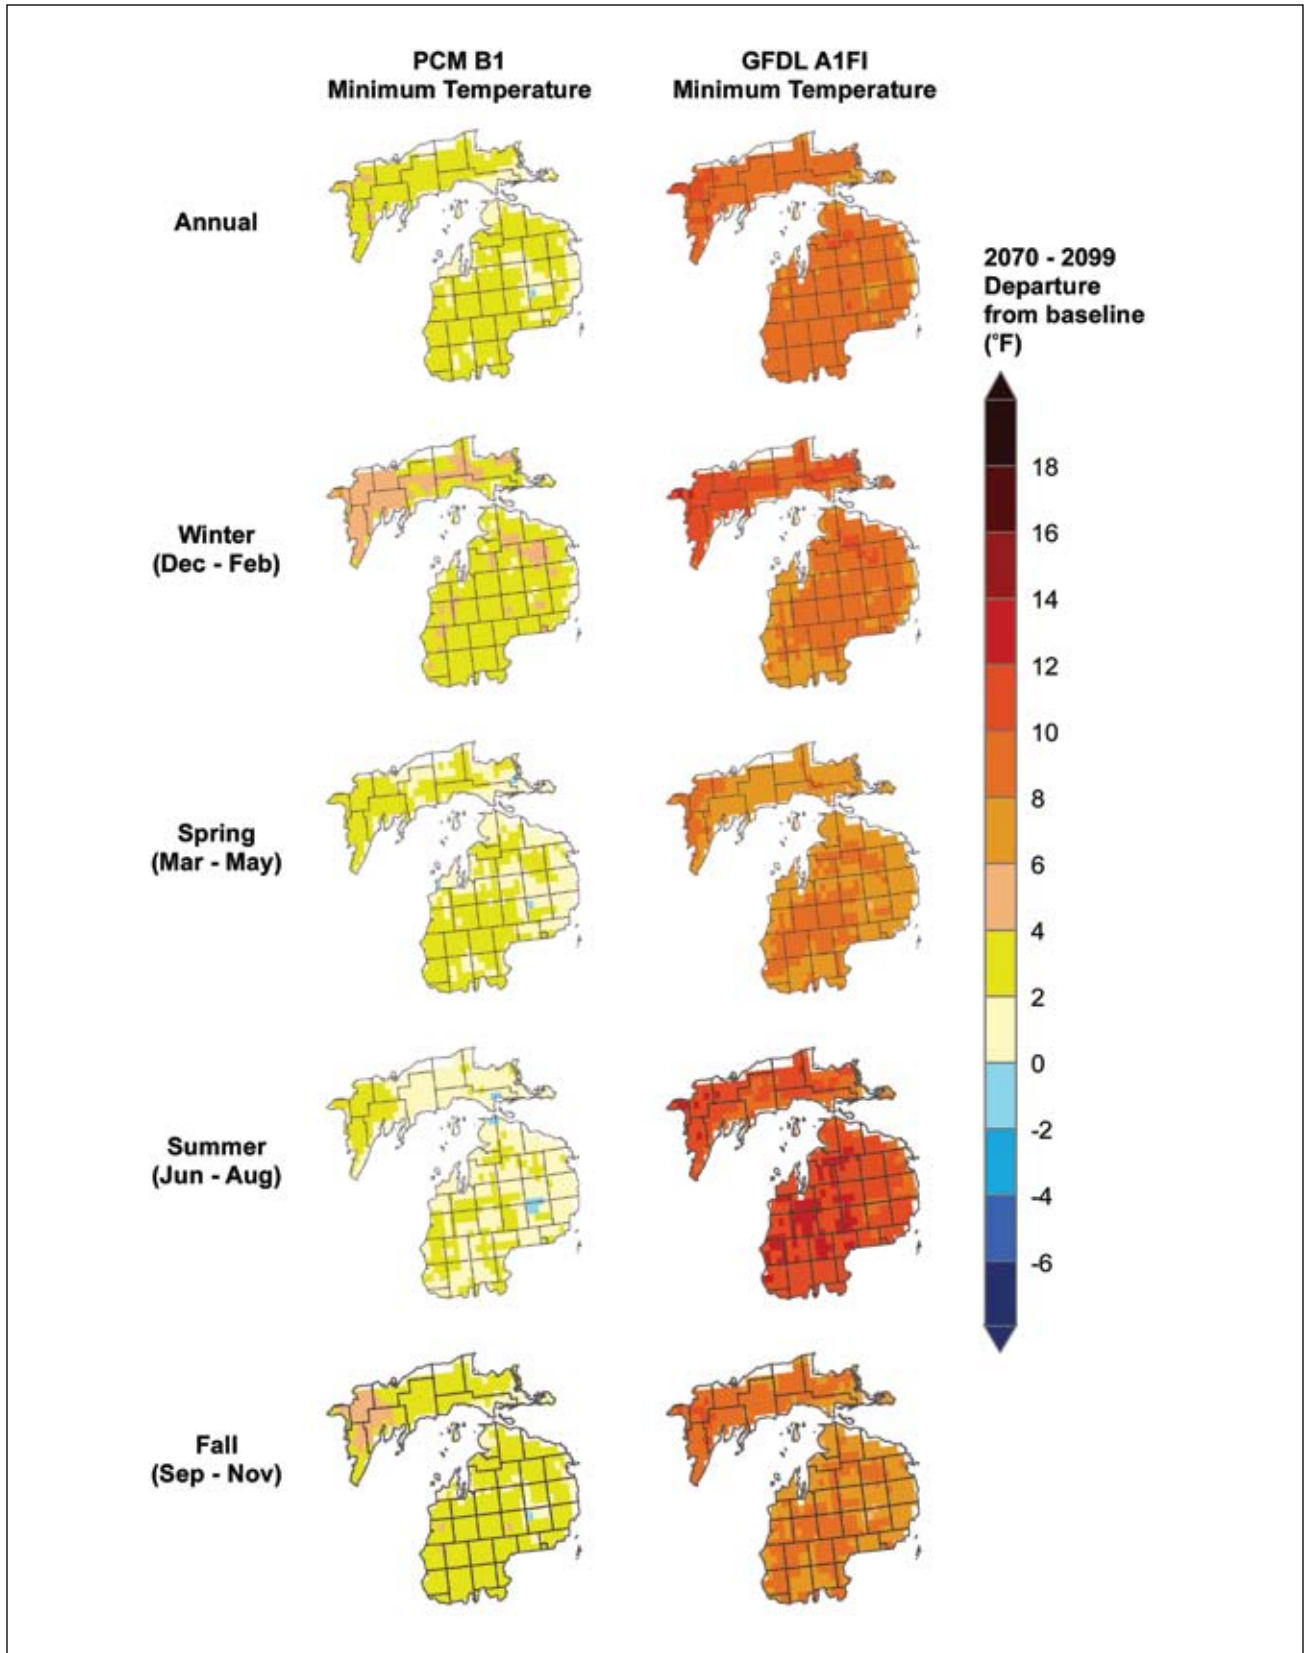 PCM B1
Minimum Temperature
GFDL A1FI
Minimum Temperature
Annual
2070 - 2099
Departure
from baseline
(°F)
Winter
(Dec - Feb)
Spring
(Mar - May)
Summer
(Jun - Aug)
Fall
(Sep - Nov)
18
16
14
12
10
8
6
4
2
0
-2
-4
-6